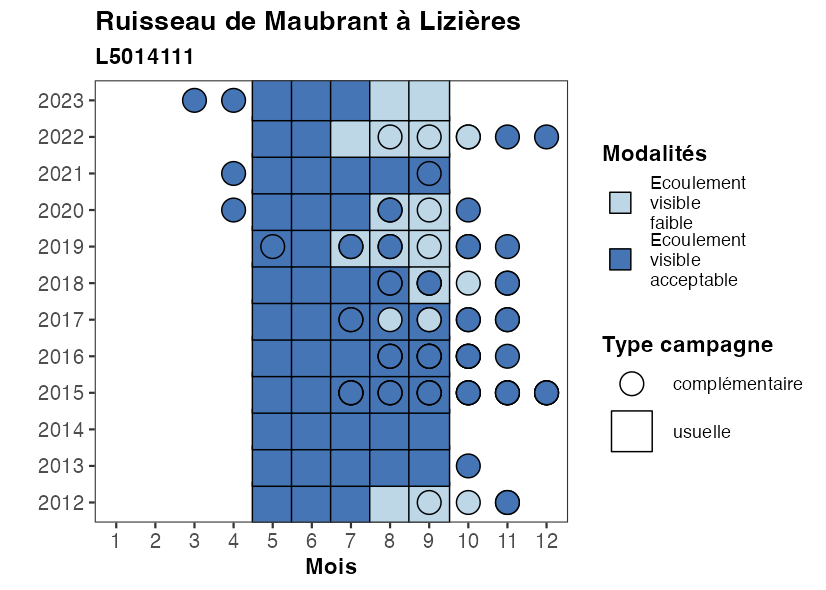 Ruisseau de Maubrant à Lizières
L5014111
2023
2022
2021
2020
2019
2018
2017
2016
2015
2014
2013
2012
1 2 3 4 5 6 7 8 9 10 11 12
Mois
Modalités
Ecoulement
visible
faible
Ecoulement
visible
acceptable
Type campagne
complémentaire
usuelle